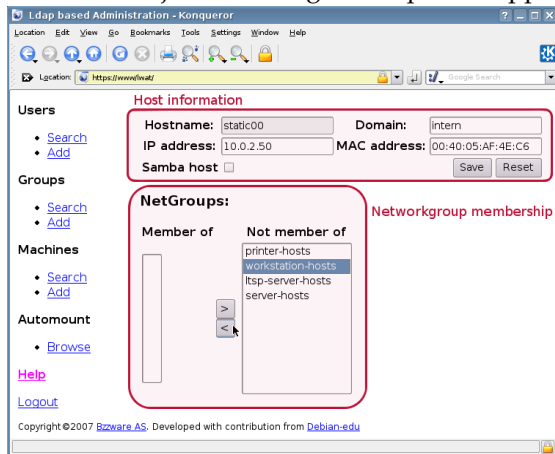 Ldap based Administration - Konqueror
Location Edit View Go Bookmarks Tools Settings Window Help
Location: https://www/lwat/ Google Search
Users
Search
Add
Groups
Search
Add
Machines
Search
Add
Automount
Browse
Help
Logout
Host information
Hostname: static00 Domain: intern
IP address: 10.0.2.50 MAC address: 00:40:05:AF:4E:C6
Samba host Save Reset
NetGroups:
Networkgroup membership
Member of Not member of
printer-hosts
workstation-hosts
ltsp-server-hosts
server-hosts
>
<
Copyright©2007 Bzzware AS. Developed with contribution from Debian-edu